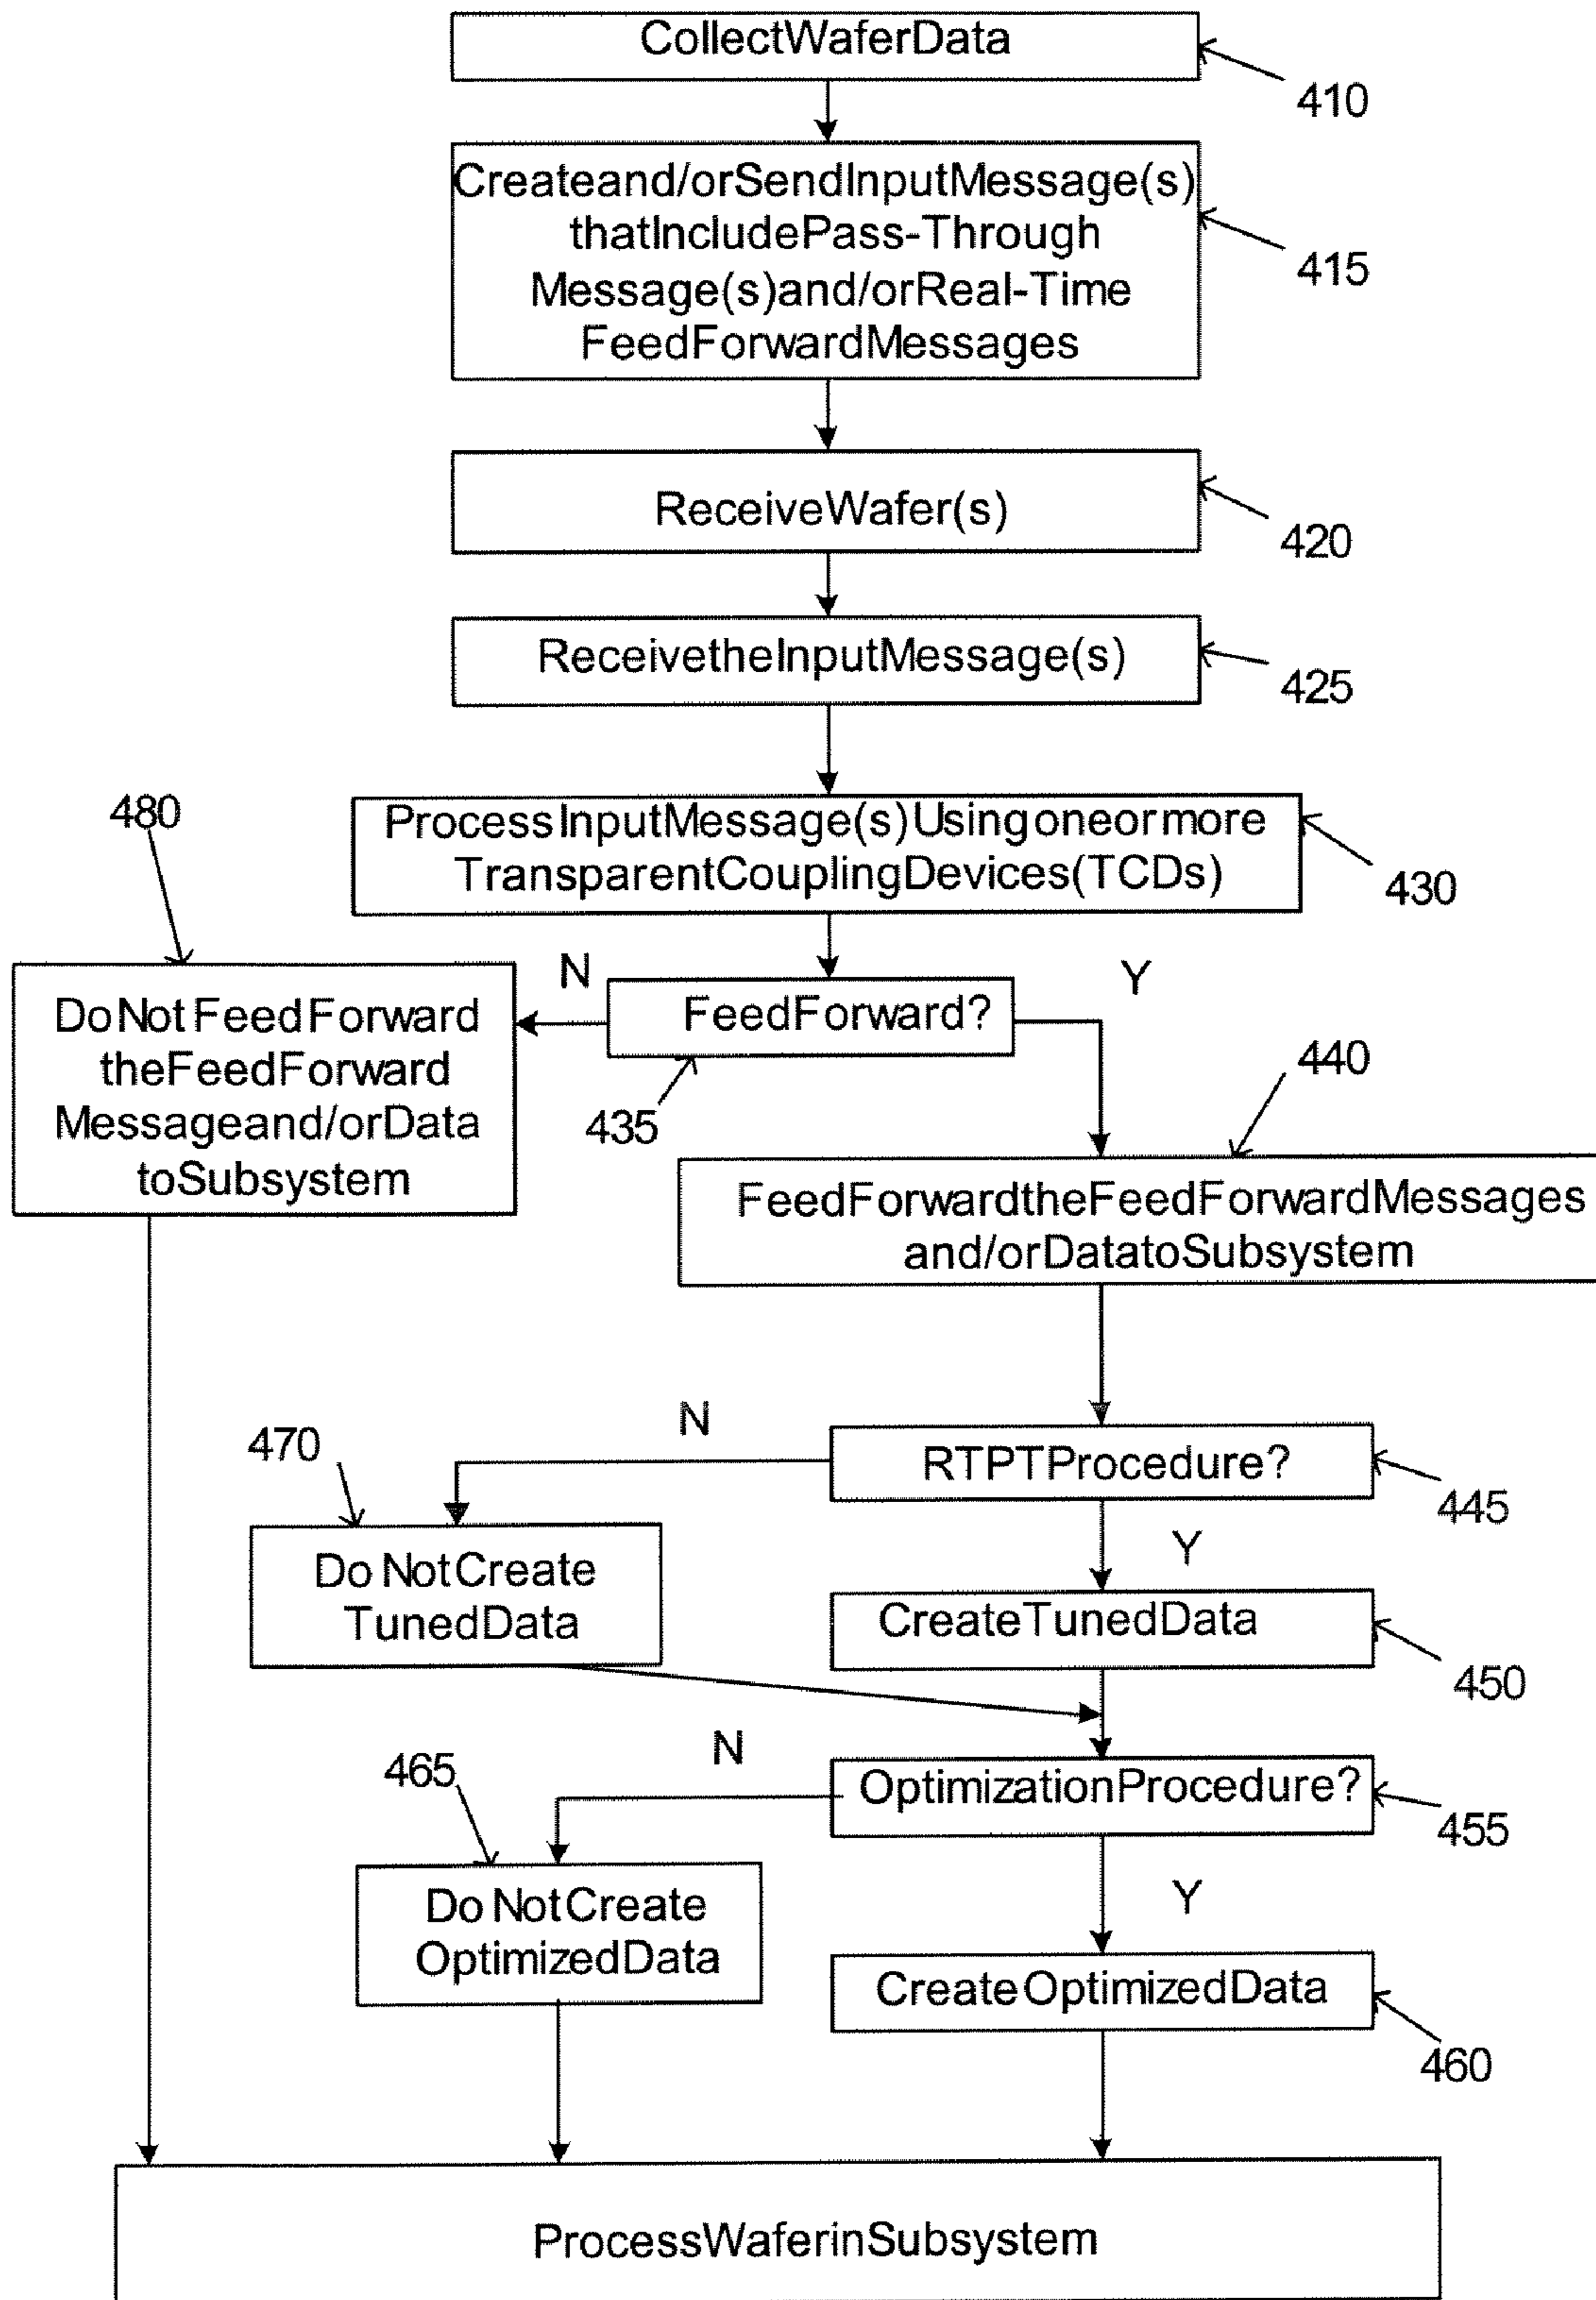 CollectWaferData
410
Createand/orSendInputMessage(s)
thatIncludePass-Through
Message(s)and/orReal-Time
FeedForwardMessages
415
ReceiveWafer(s)
420
ReceivetheInputMessage(s)
425
480
ProcessInputMessage(s)Usingoneormore
TransparentCouplingDevices(TCDs)
430
N
Y
FeedForward?
435
DoNotFeedForward
theFeedForward
Messageand/orData
toSubsystem
440
FeedForwardtheFeedForwardMessages
and/orDatatoSubsystem
N
470
RTPTProcedure?
445
Y
DoNotCreate
TunedData
CreateTunedData
450
N
465
OptimizationProcedure?
455
Y
DoNotCreate
OptimizedData
CreateOptimizedData
460
ProcessWaferinSubsystem